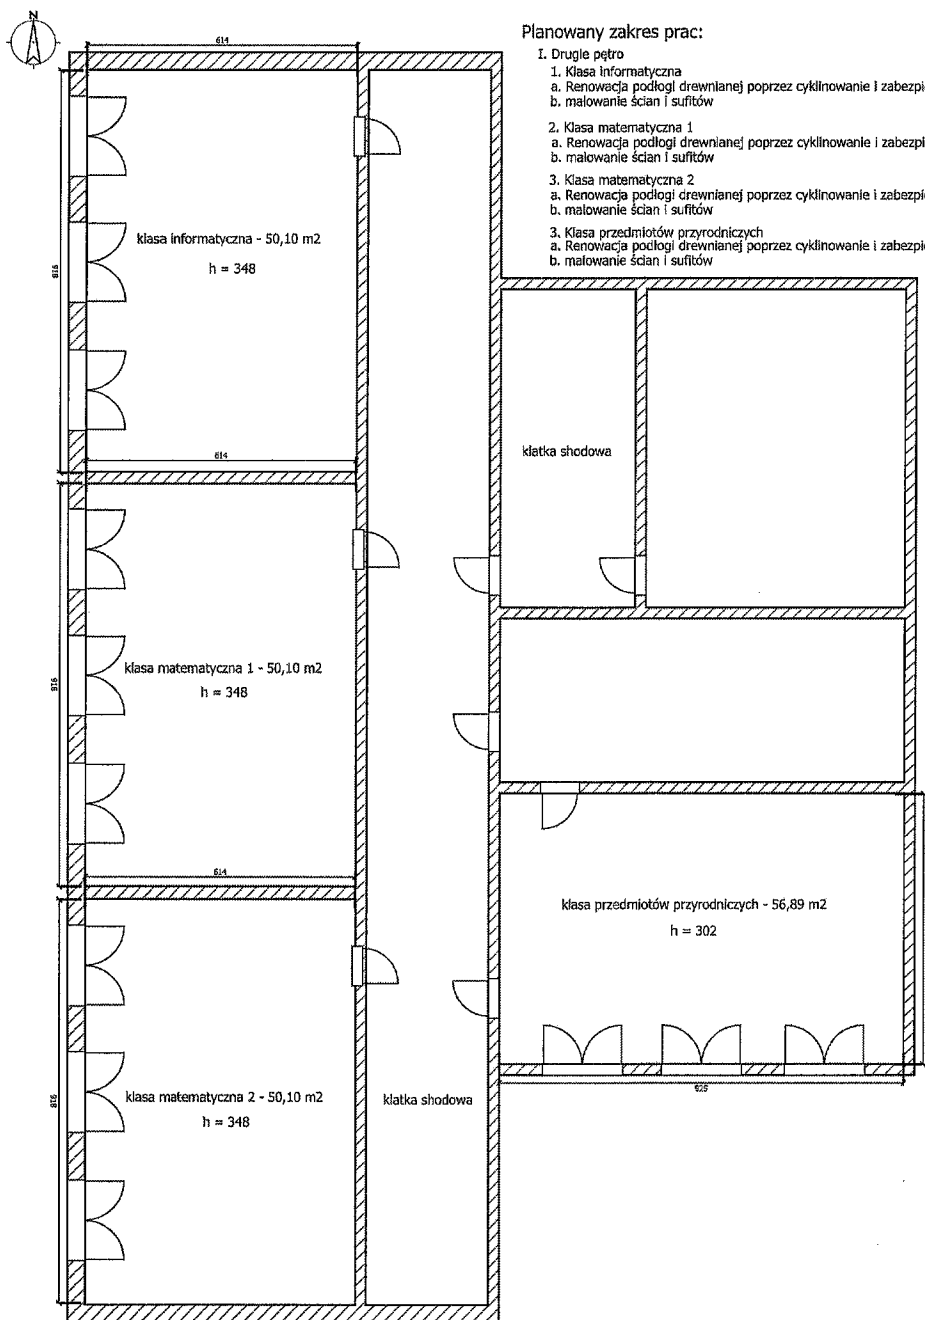 N
Planowany zakres prac:
I. Drugie piętro
1. Klasa informatyczna
a. Renowacja podłogi drewnianej poprzez cyklinowanie i zabezpi
b. malowanie ścian i sufitów
2. Klasa matematyczna 1
a. Renowacja podłogi drewnianej poprzez cyklinowanie i zabezpi
b. malowanie ścian i sufitów
3. Klasa matematyczna 2
a. Renowacja podłogi drewnianej poprzez cyklinowanie i zabezpi
b. malowanie ścian i sufitów
3. Klasa przedmiotów przyrodniczych
a. Renowacja podłogi drewnianej poprzez cyklinowanie i zabezpi
b. malowanie ścian i sufitów
614
klasa informatyczna - 50,10 m2
h = 348
614
klatka shodowa
klasa matematyczna 1 - 50,10 m2
h = 348
614
klasa przedmiotów przyrodniczych - 56,89 m2
h = 302
925
klasa matematyczna 2 - 50,10 m2
h = 348
klatka shodowa